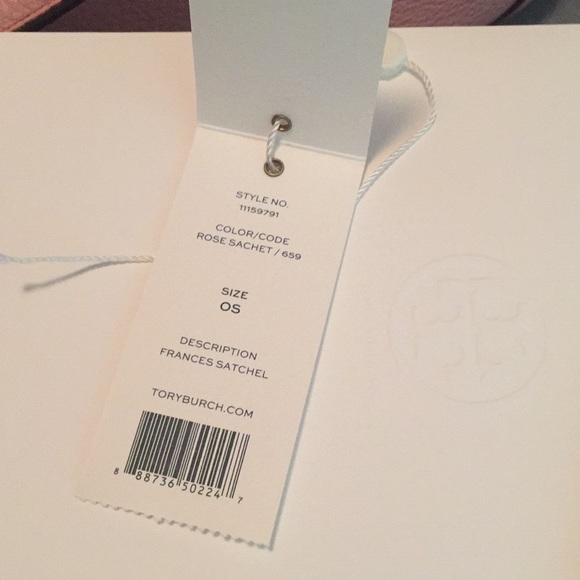 STYLE NO.
11159791
COLOR/CODE
ROSE SACHET / 659
SIZE
OS
DESCRIPTION
FRANCES SATCHEL
TORYBURCH.COM
8 88736 50224 7